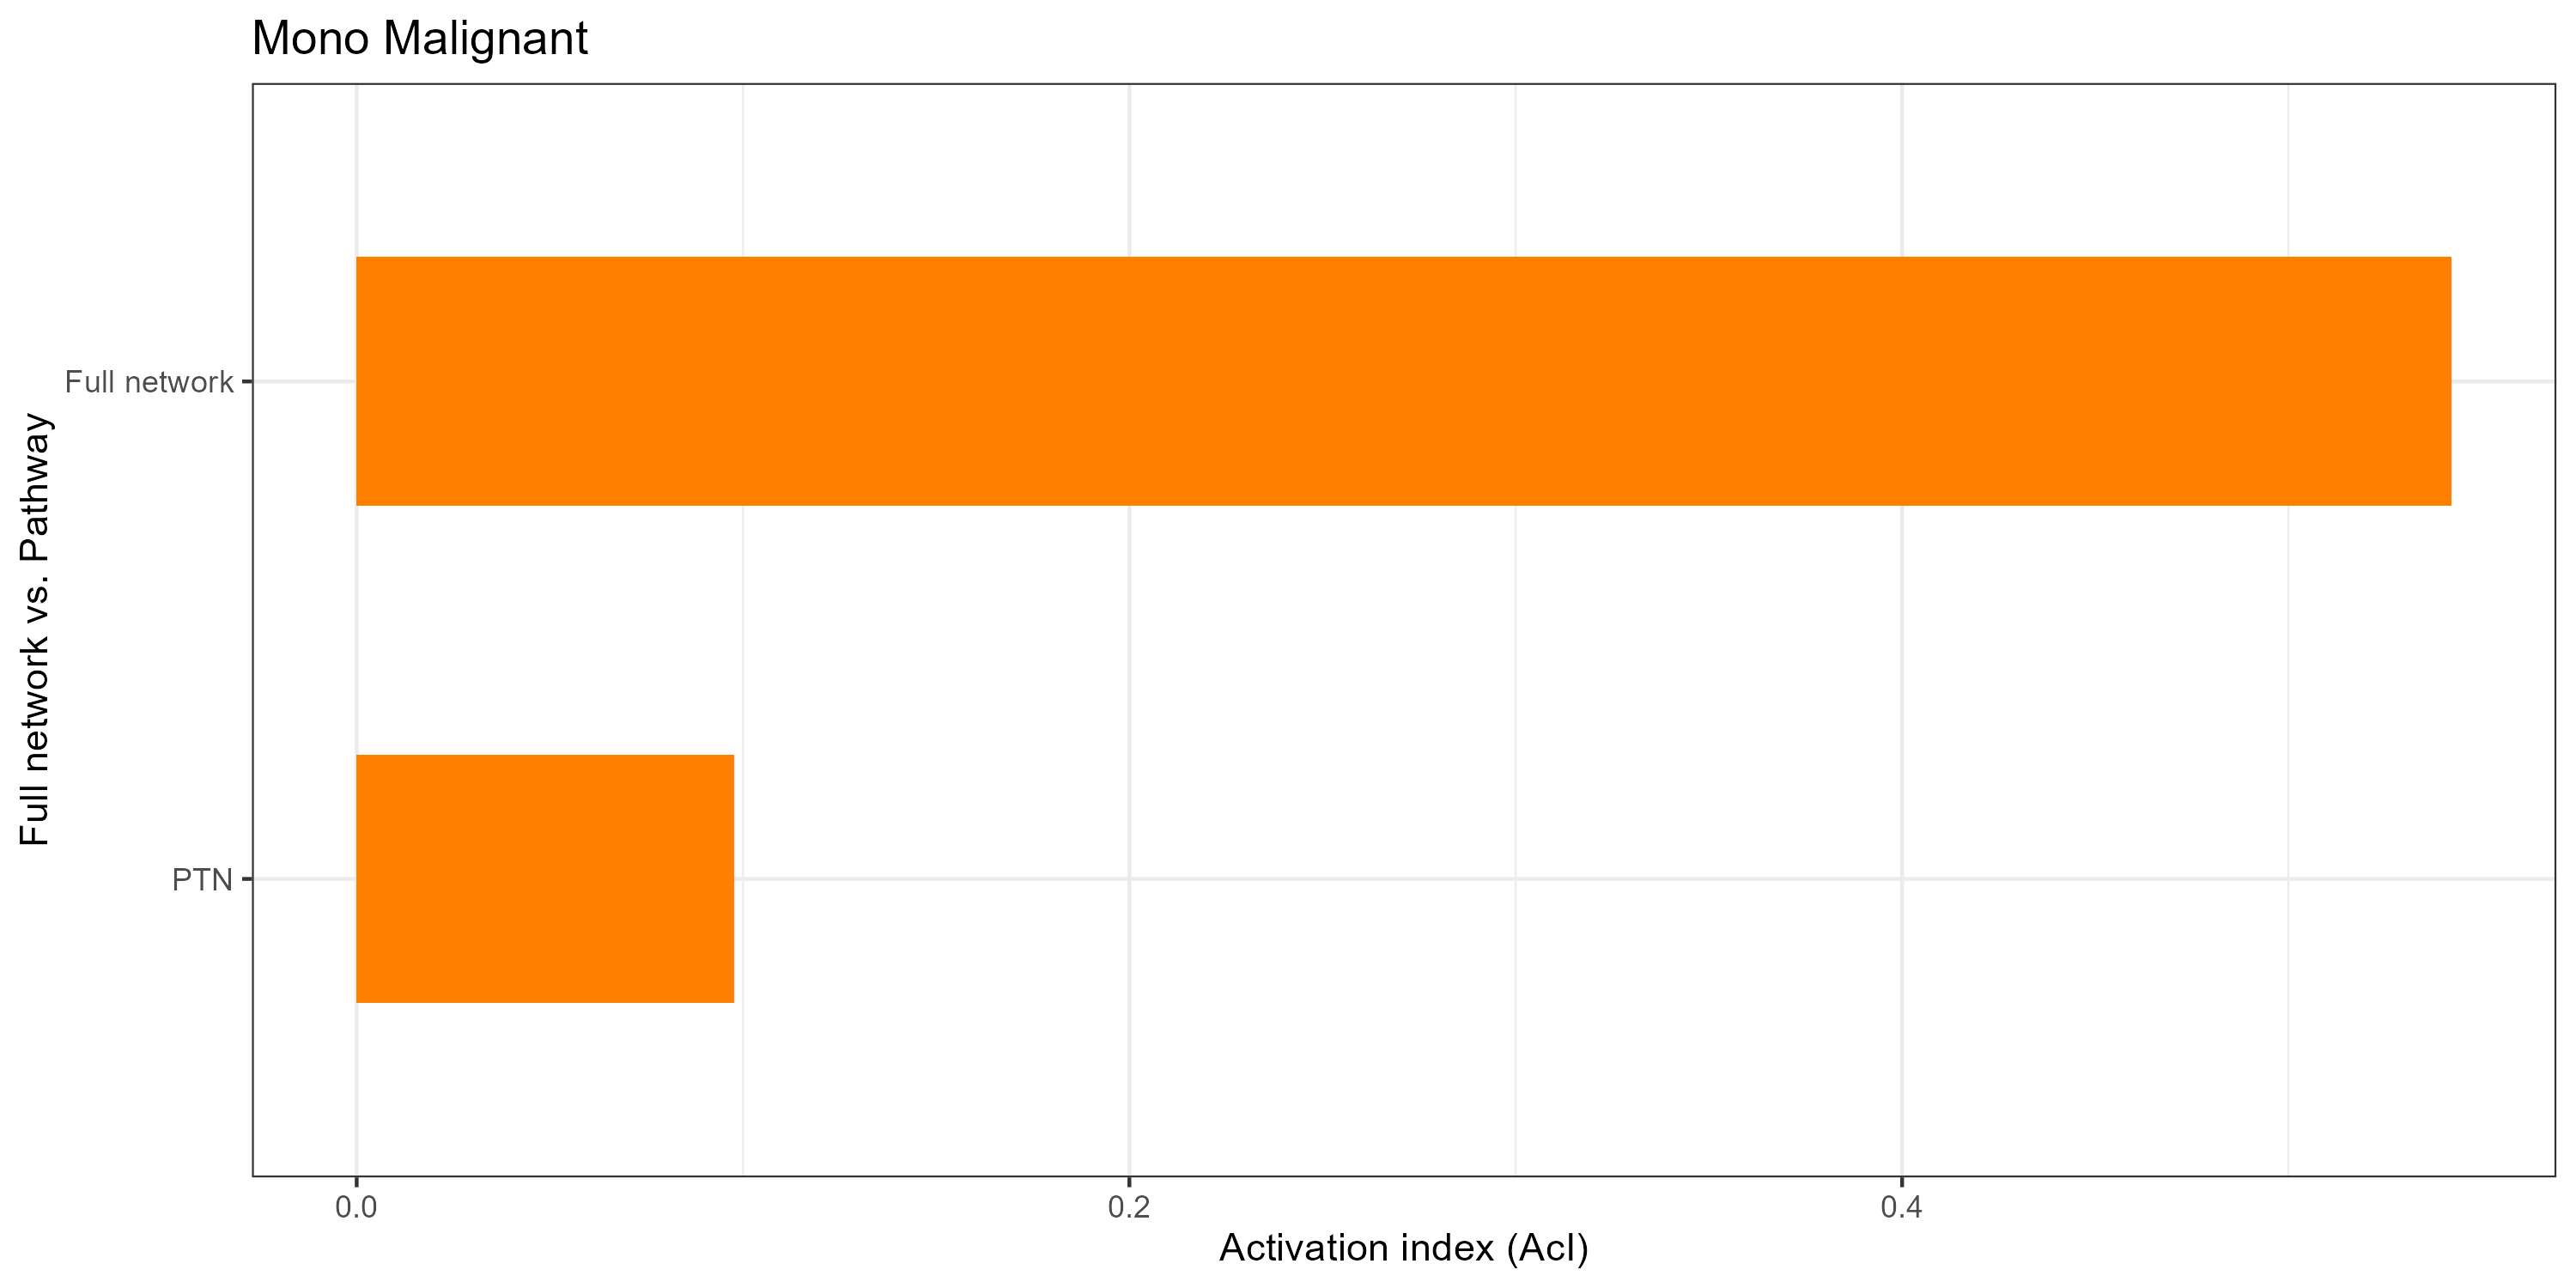 Mono Malignant
Full network vs. Pathway
Full network
PTN
0.0
0.2
0.4
Activation index (AcI)